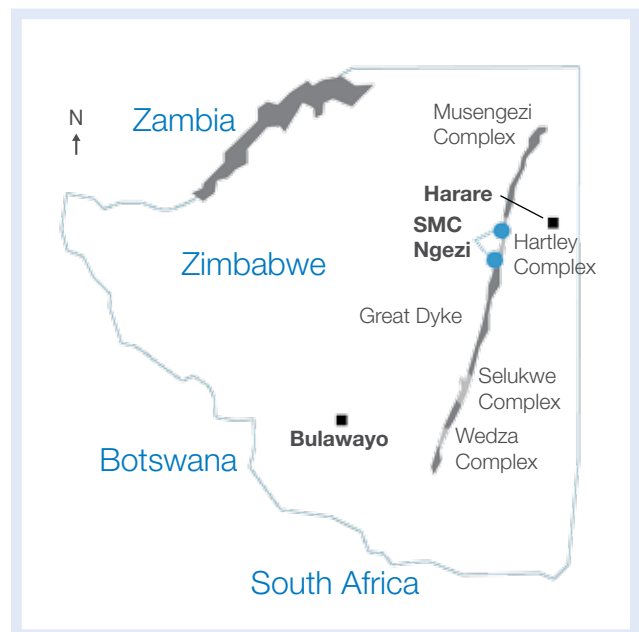 Zambia
N
Musengezi
Complex
Harare
SMC
Ngezi
Hartley
Complex
Zimbabwe
Great Dyke
Selukwe
Complex
Bulawayo
Wedza
Complex
Botswana
South Africa